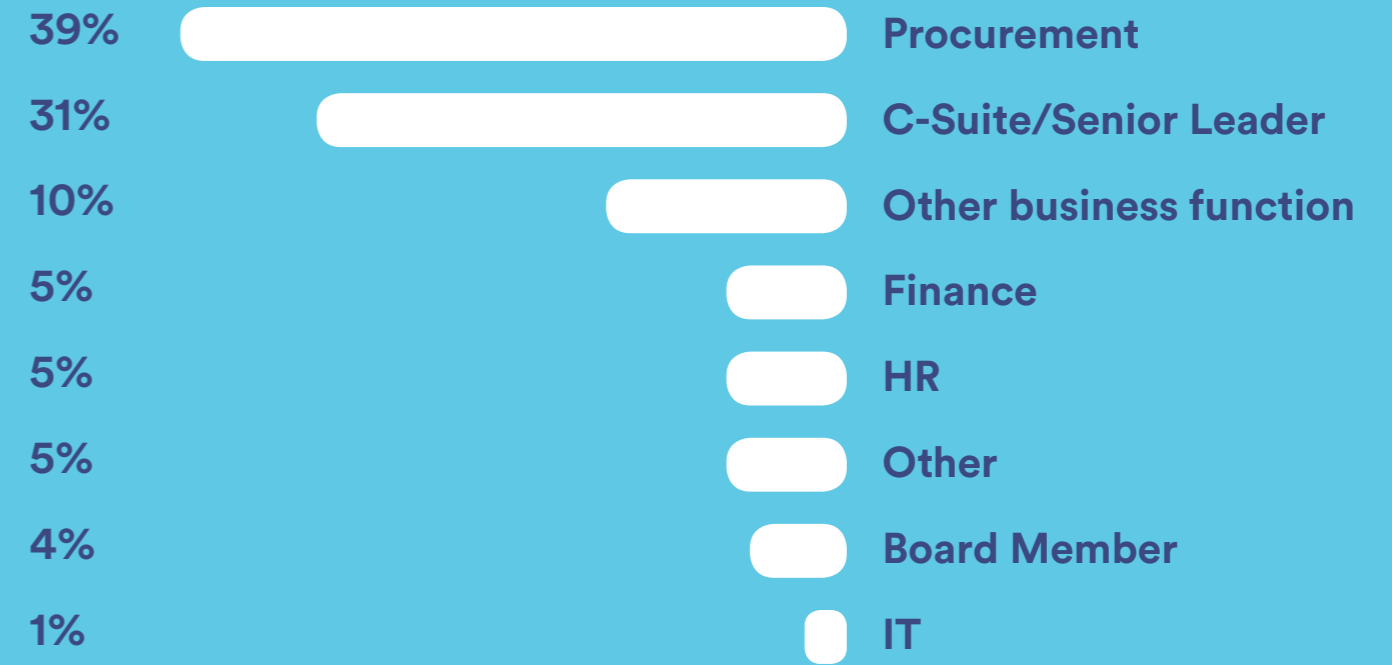 39% Procurement
31% C-Suite/Senior Leader
10% Other business function
5% Finance
5% HR
5% Other
4% Board Member
1% IT